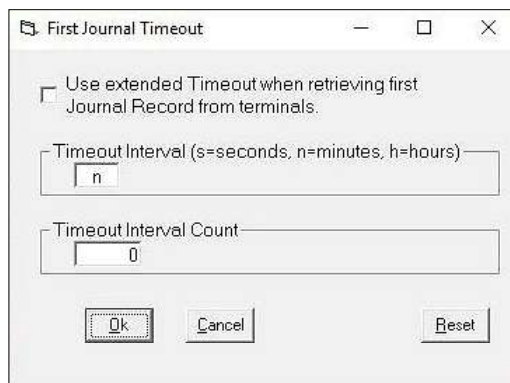 First Journal Timeout
Use extended Timeout when retrieving first
Journal Record from terminals.
Timeout Interval (s=seconds, n=minutes, h=hours)
n
Timeout Interval Count
0
Ok Cancel Reset